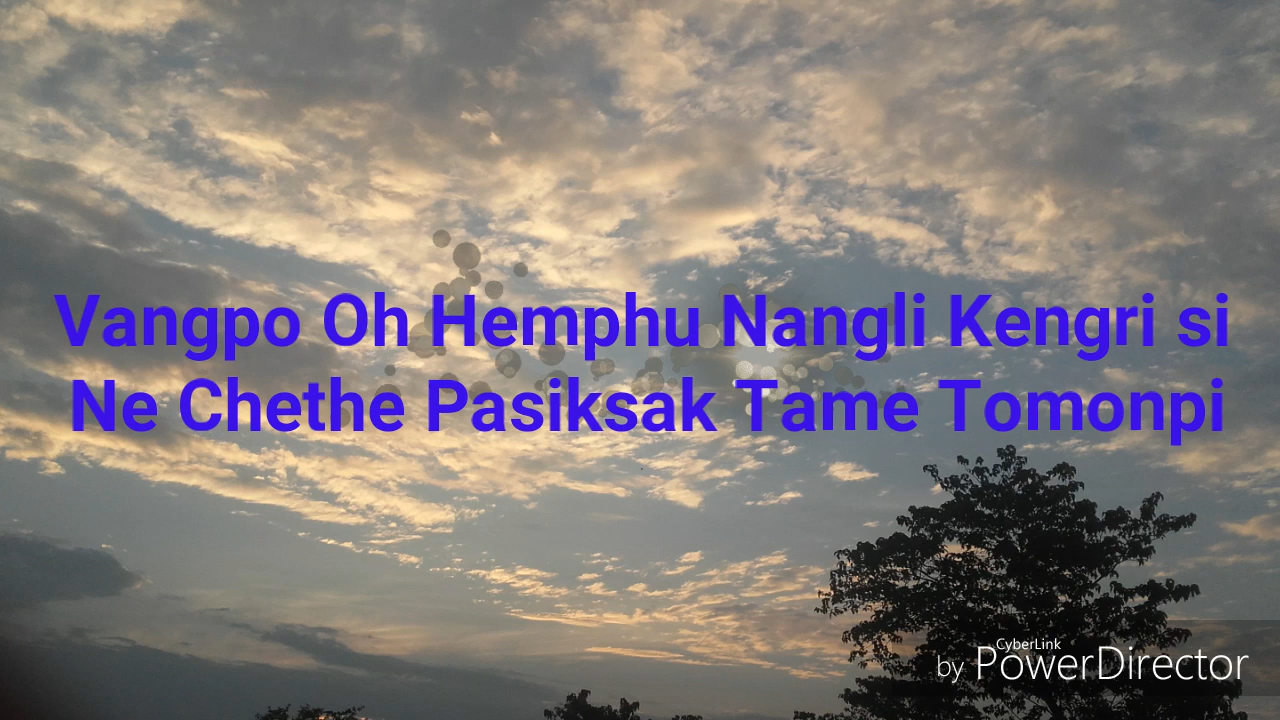 Vangpo Oh Hemphu Nangli Kengri si
Ne Chethe Pasiksak Tame Tomonpi
CyberLink
by PowerDirector